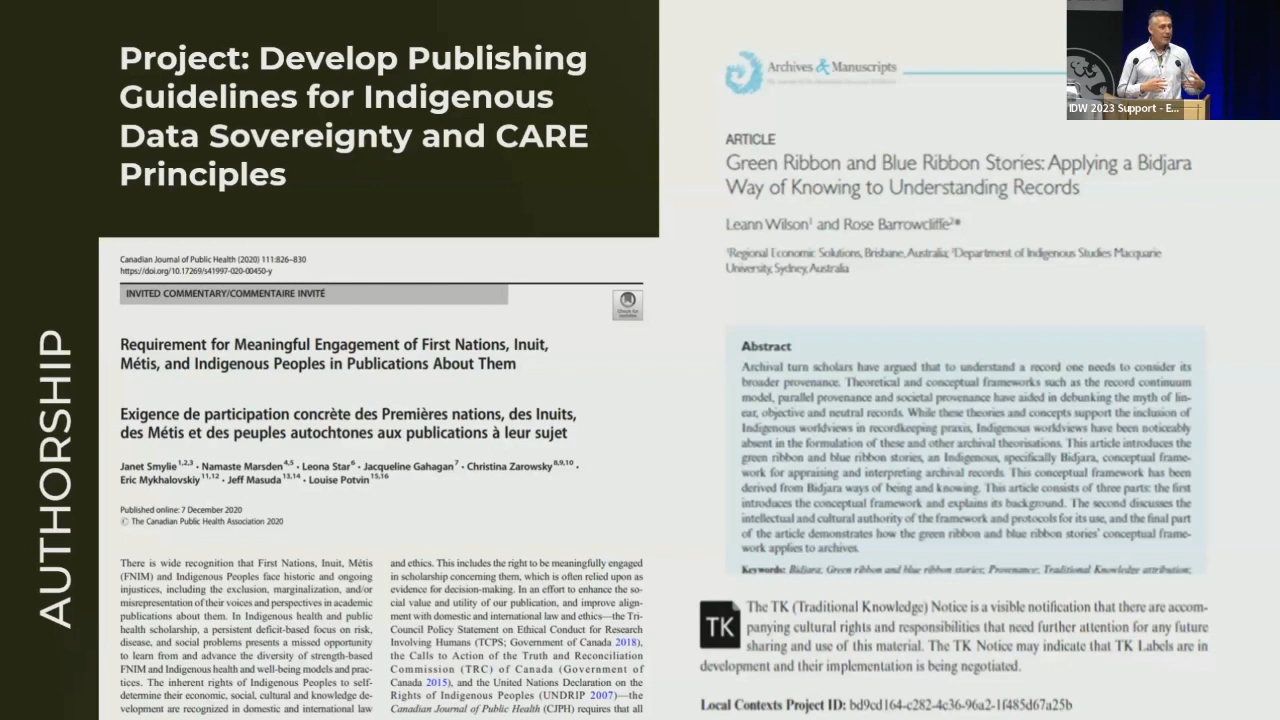 Project: Develop Publishing
Guidelines for Indigenous
Data Sovereignty and CARE
Principles
AUTHORSHIP
Canadian Journal of Public Health (2020) 111:826–830
https://doi.org/10.17269/s41997-020-00450-y
INVITED COMMENTARY/COMMENTAIRE INVITÉ
Check for
updates
Requirement for Meaningful Engagement of First Nations, Inuit,
Métis, and Indigenous Peoples in Publications About Them
Exigence de participation concrète des Premières nations, des Inuits,
des Métis et des peuples autochtones aux publications à leur sujet
Janet Smylie 1,2,3 · Namaste Marsden 4,5 · Leona Star 6 · Jacqueline Gahagan 7 · Christina Zarowsky 8,9,10 ·
Eric Mykhalovskiy 11,12 · Jeff Masuda 13,14 · Louise Potvin 15,16
Published online: 7 December 2020
© The Canadian Public Health Association 2020
There is wide recognition that First Nations, Inuit, Métis
(FNIM) and Indigenous Peoples face historic and ongoing
injustices, including the exclusion, marginalization, and/or
misrepresentation of their voices and perspectives in academic
publications about them. In Indigenous health and public
health scholarship, a persistent deficit-based focus on risk,
disease, and social problems presents a missed opportunity
to learn from and advance the diversity of strength-based
FNIM and Indigenous health and well-being models and prac-
tices. The inherent rights of Indigenous Peoples to self-
determine their economic, social, cultural and knowledge de-
velopment are recognized in domestic and international law
and ethics. This includes the right to be meaningfully engaged
in scholarship concerning them, which is often relied upon as
evidence for decision-making. In an effort to enhance the so-
cial value and utility of our publication, and improve align-
ment with domestic and international law and ethics—the Tri-
Council Policy Statement on Ethical Conduct for Research
Involving Humans (TCPS; Government of Canada 2018),
the Calls to Action of the Truth and Reconciliation
Commission (TRC) of Canada (Government of
Canada 2015), and the United Nations Declaration on the
Rights of Indigenous Peoples (UNDRIP 2007)—the
Canadian Journal of Public Health (CJPH) requires that all
Archives & Manuscripts
ARTICLE
Green Ribbon and Blue Ribbon Stories: Applying a Bidjara
Way of Knowing to Understanding Records
Leann Wilson1 and Rose Barrowcliffe2*
1Regional Economic Solutions, Brisbane, Australia; 2Department of Indigenous Studies Macquarie
University, Sydney, Australia
Abstract
Archival turn scholars have argued that to understand a record one needs to consider its
broader provenance. Theoretical and conceptual frameworks such as the record continuum
model, parallel provenance and societal provenance have aided in debunking the myth of lin-
ear, objective and neutral records. While these theories and concepts support the inclusion of
Indigenous worldviews in recordkeeping praxis, Indigenous worldviews have been noticeably
absent in the formulation of these and other archival theorisations. This article introduces the
green ribbon and blue ribbon stories, an Indigenous, specifically Bidjara, conceptual frame-
work for appraising and interpreting archival records. This conceptual framework has been
derived from Bidjara ways of being and knowing. This article consists of three parts: the first
introduces the conceptual framework and explains its background. The second discusses the
intellectual and cultural authority of the framework and protocols for its use, and the final part
of the article demonstrates how the green ribbon and blue ribbon stories' conceptual frame-
work applies to archives.
Keywords: Bidjara; Green ribbon and blue ribbon stories; Provenance; Traditional Knowledge attribution;
TK
The TK (Traditional Knowledge) Notice is a visible notification that there are accom-
panying cultural rights and responsibilities that need further attention for any future
sharing and use of this material. The TK Notice may indicate that TK Labels are in
development and their implementation is being negotiated.
Local Contexts Project ID: bd9cd164-c282-4c36-96a2-1f485d67a25b
IDW 2023 Support - E...